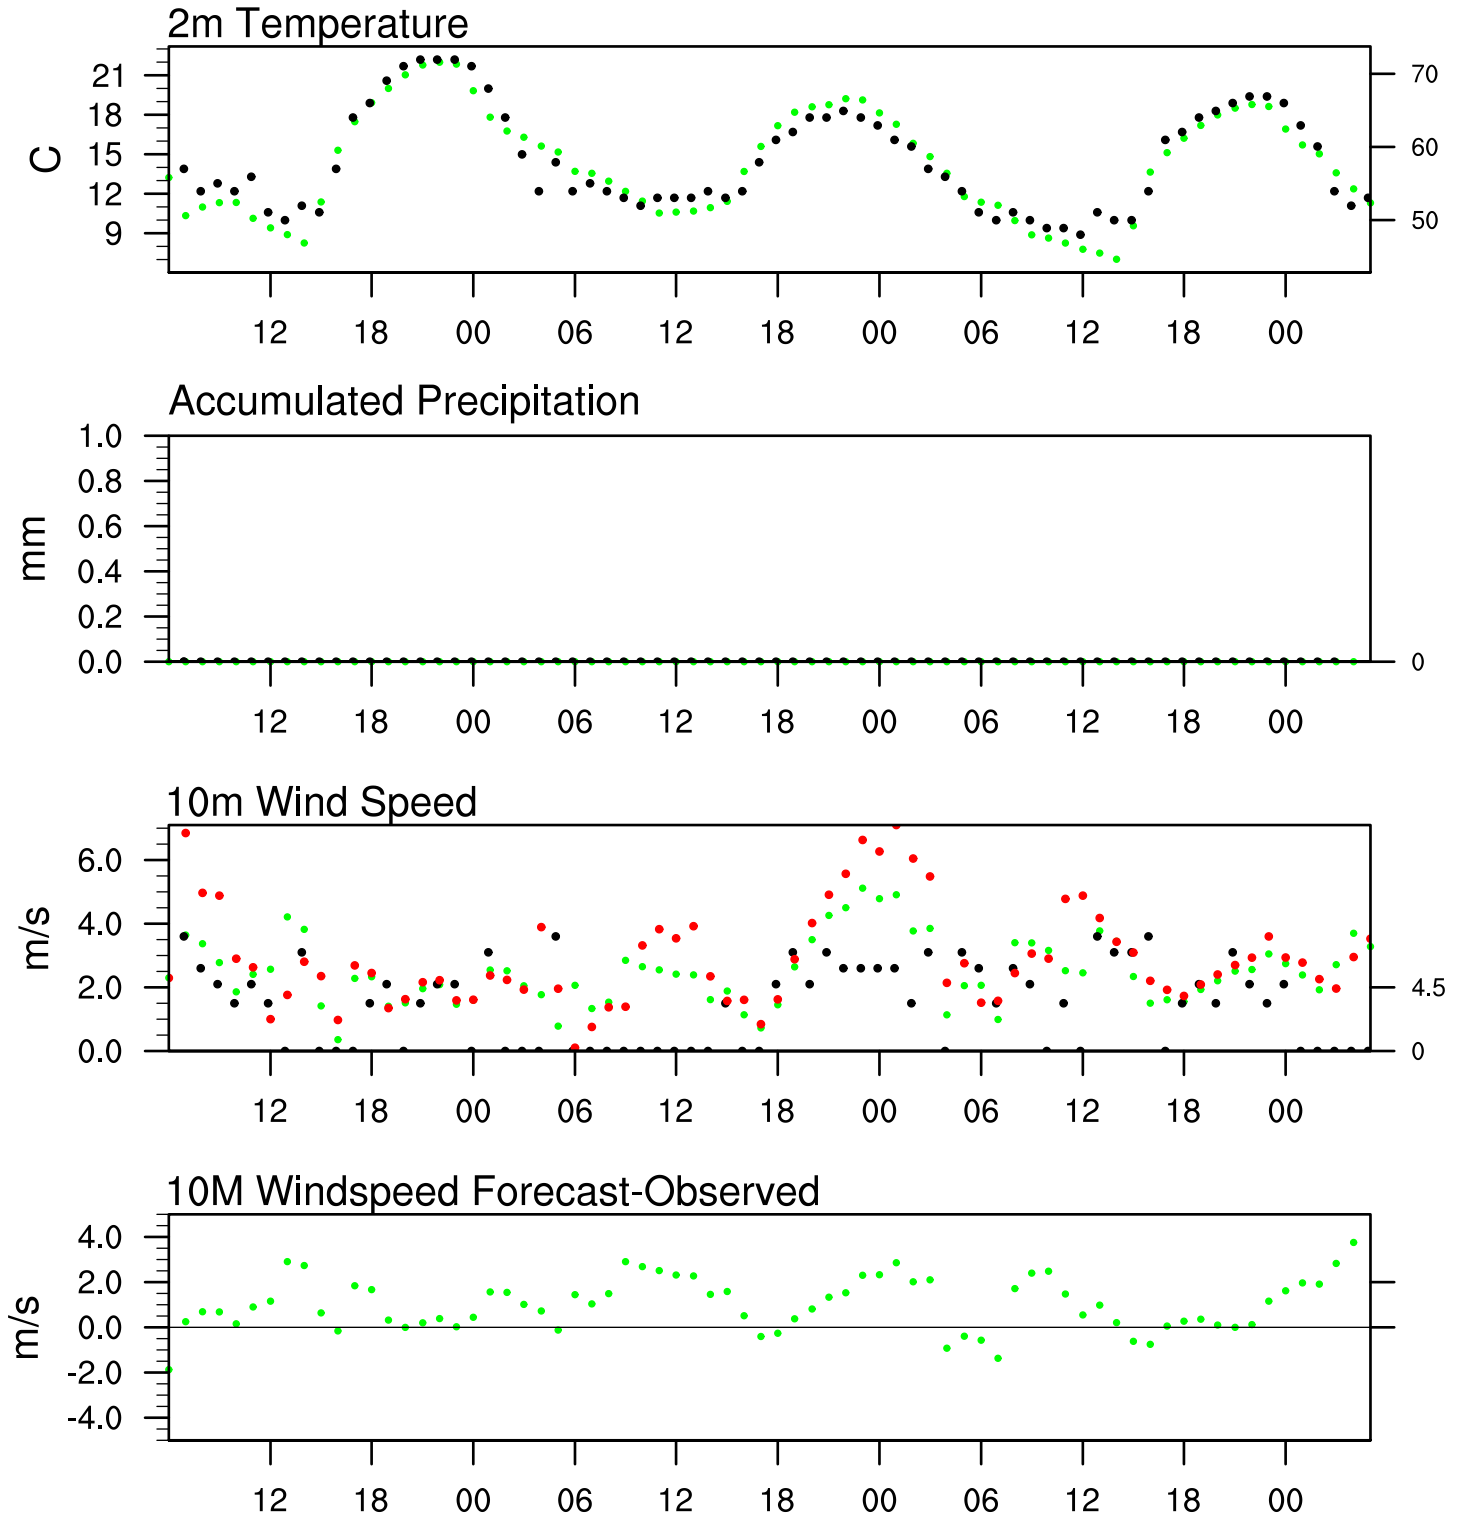 2m Temperature
21
18
15
12
9
C
70
60
50
12 18 00 06 12 18 00 06 12 18 00
Accumulated Precipitation
1.0
0.8
0.6
0.4
0.2
0.0
mm
0
12 18 00 06 12 18 00 06 12 18 00
10m Wind Speed
6.0
4.0
2.0
0.0
m/s
4.5
0
12 18 00 06 12 18 00 06 12 18 00
10M Windspeed Forecast-Observed
4.0
2.0
0.0
-2.0
-4.0
m/s
12 18 00 06 12 18 00 06 12 18 00